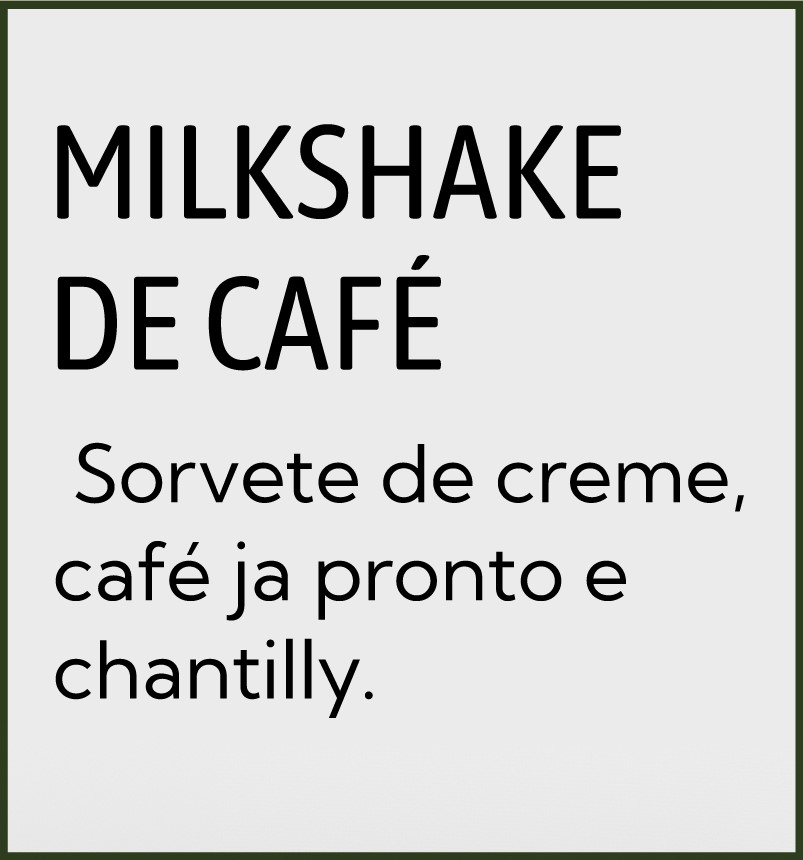 MILKSHAKE
DE CAFÉ
Sorvete de creme,
café ja pronto e
chantilly.